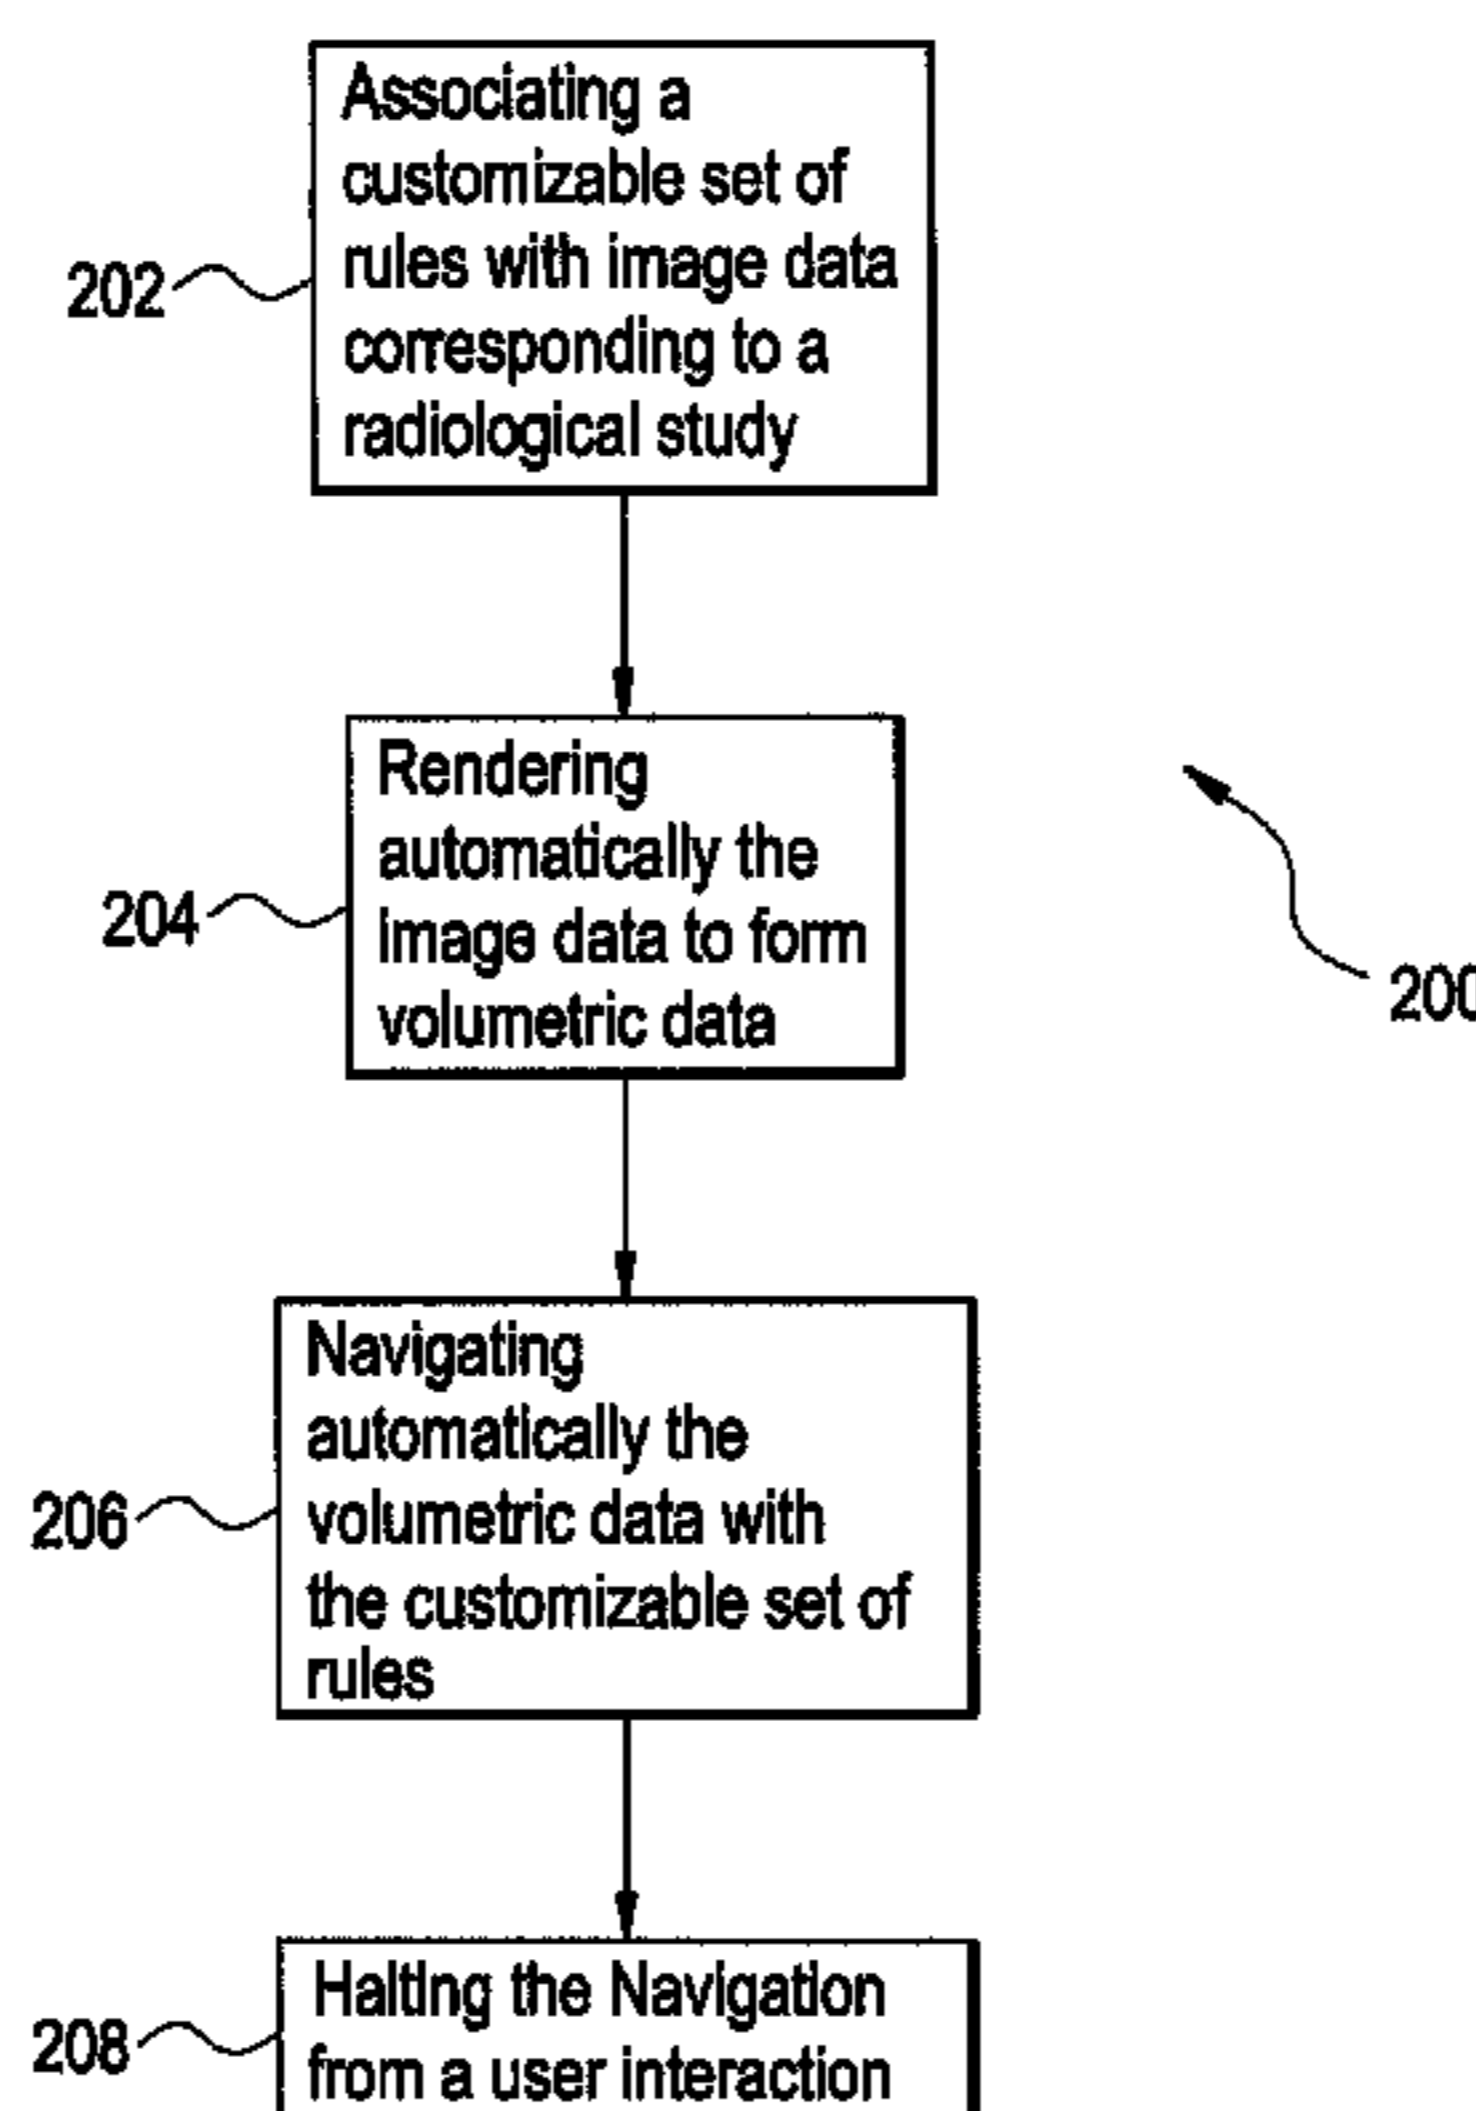 Associating a
customizable set of
rules with image data
corresponding to a
radiological study
202
Rendering
automatically the
image data to form
volumetric data
204
200
Navigating
automatically the
volumetric data with
the customizable set of
rules
206
Halting the Navigation
from a user interaction
208